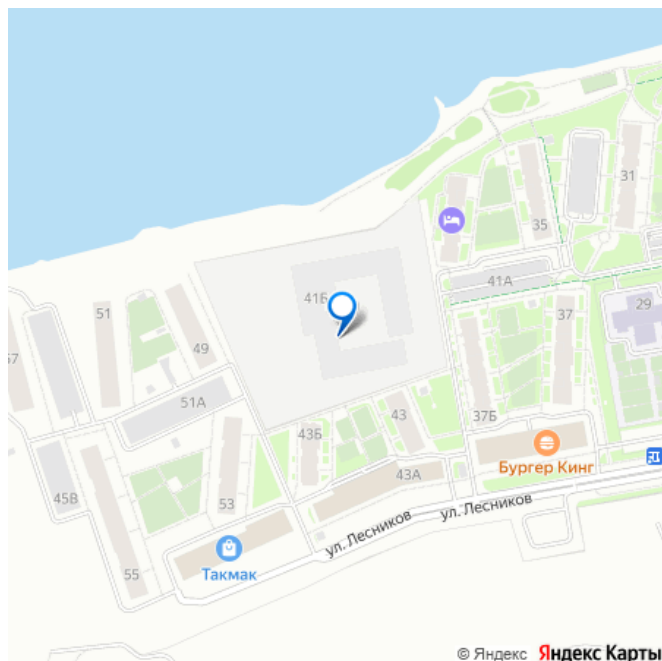 31
35
41А
29
41Б
37
51
57
49
51А
43
37Б
43Б
Бургер Кинг
43А
45В
53
ул. Лесников
ул. Лесников
Такмак
55
© Яндекс Яндекс Карты